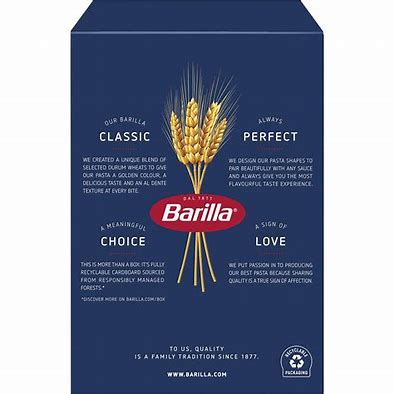 OUR BARILLA
CLASSIC
WE CREATED A UNIQUE BLEND OF
SELECTED DURUM WHEATS TO GIVE
OUR PASTA A GOLDEN COLOUR, A
DELICIOUS TASTE AND AN AL DENTE
TEXTURE AT EVERY BITE.
ALWAYS
PERFECT
WE DESIGN OUR PASTA SHAPES TO
PAIR BEAUTIFULLY WITH ANY SAUCE
AND ALWAYS GIVE YOU THE MOST
FLAVOURFUL TASTE EXPERIENCE.
DAL 1877
Barilla®
A MEANINGFUL
CHOICE
THIS IS MORE THAN A BOX: IT'S FULLY
RECYCLABLE CARDBOARD SOURCED
FROM RESPONSIBLY MANAGED
FORESTS.*
*DISCOVER MORE ON BARILLA.COM/BOX
A SIGN OF
LOVE
WE PUT PASSION IN TO PRODUCING
OUR BEST PASTA BECAUSE SHARING
QUALITY IS A TRUE SIGN OF AFFECTION.
TO US, QUALITY
IS A FAMILY TRADITION SINCE 1877.
WWW.BARILLA.COM
RECYCLABLE
PACKAGING